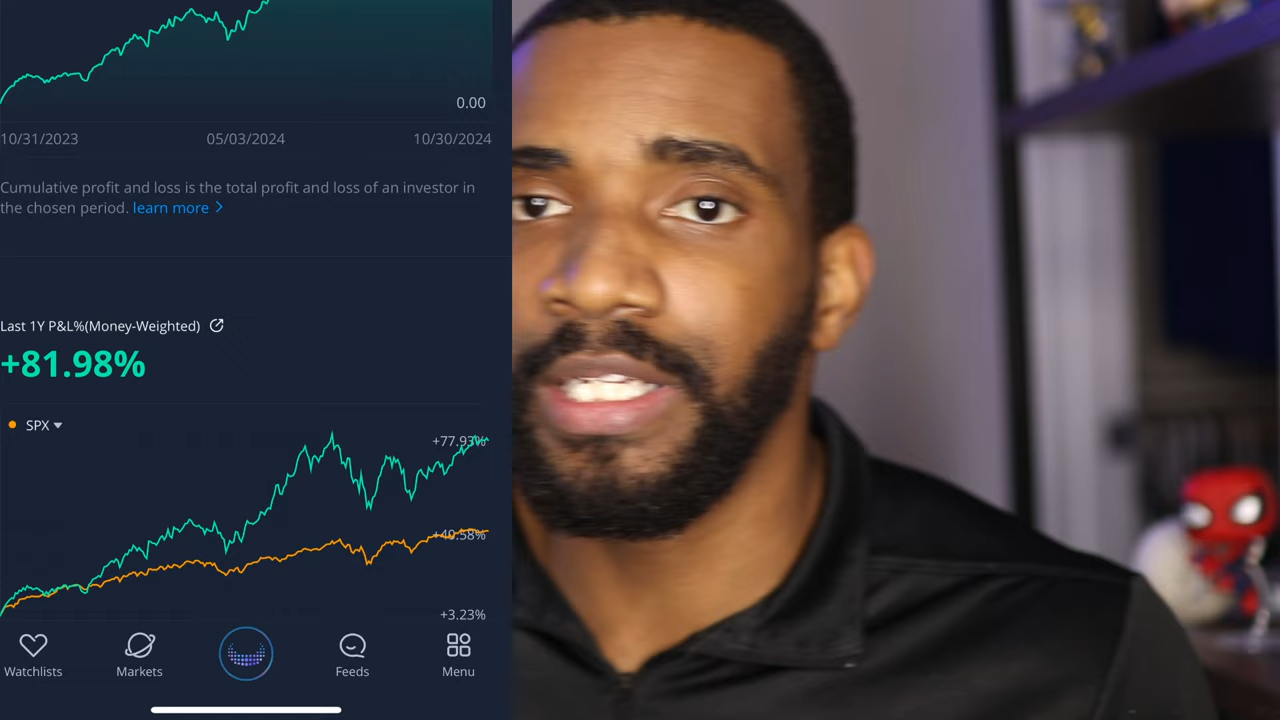 0.00
10/31/2023 05/03/2024 10/30/2024
Cumulative profit and loss is the total profit and loss of an investor in
the chosen period. learn more >
Last 1Y P&L%(Money-Weighted)
+81.98%
SPX
+77.93%
+40.58%
+3.23%
Watchlists Markets Feeds Menu